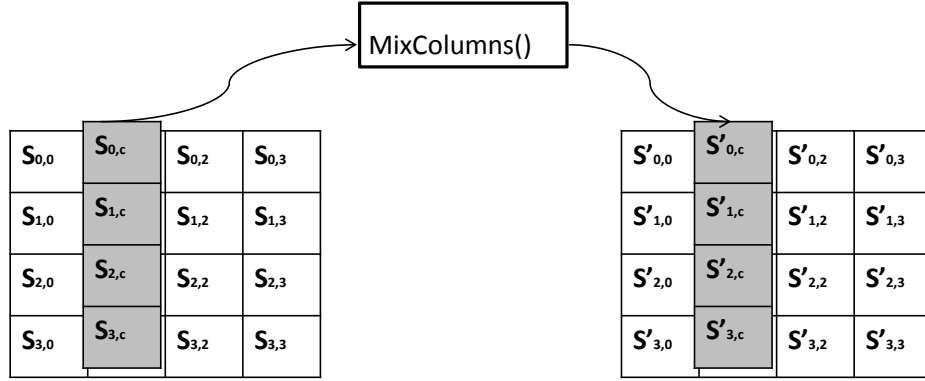 MixColumns()
S0,0 S0,c S0,2 S0,3
S1,0 S1,c S1,2 S1,3
S2,0 S2,c S2,2 S2,3
S3,0 S3,c S3,2 S3,3
S'0,0 S'0,c S'0,2 S'0,3
S'1,0 S'1,c S'1,2 S'1,3
S'2,0 S'2,c S'2,2 S'2,3
S'3,0 S'3,c S'3,2 S'3,3